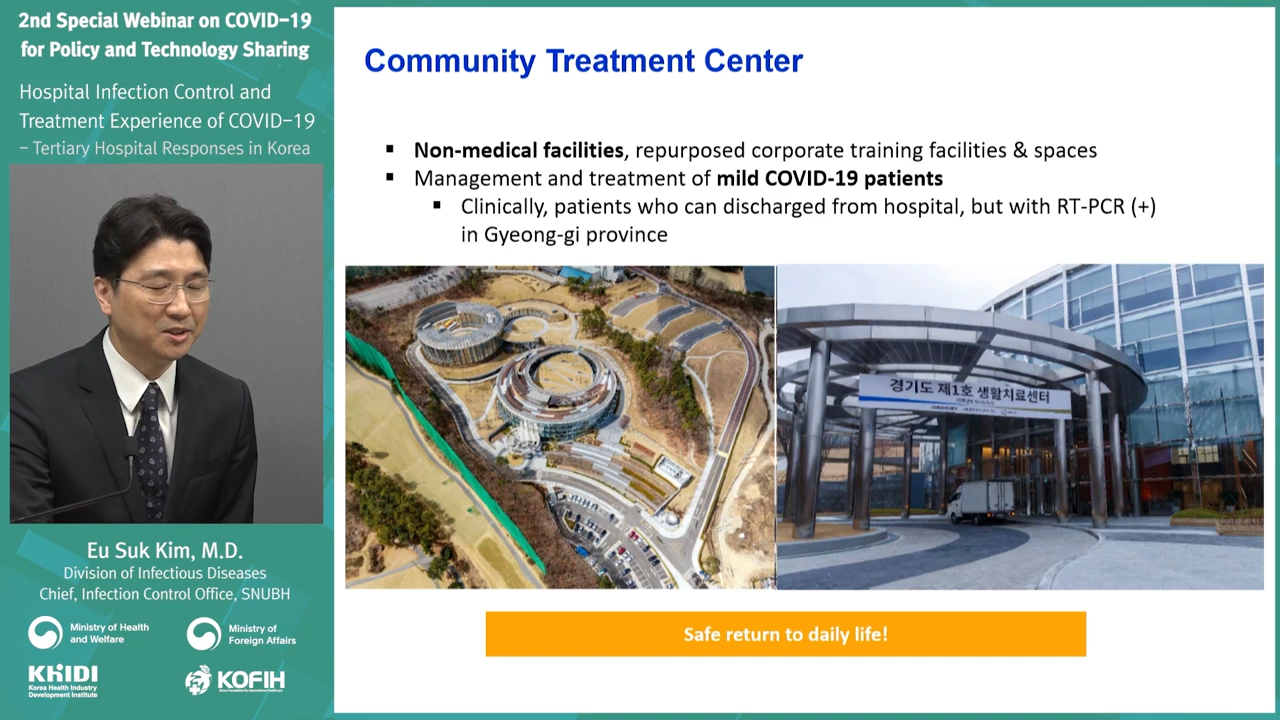 2nd Special Webinar on COVID-19
for Policy and Technology Sharing
Hospital Infection Control and
Treatment Experience of COVID-19
– Tertiary Hospital Responses in Korea
Eu Suk Kim, M.D.
Division of Infectious Diseases
Chief, Infection Control Office, SNUBH
Ministry of Health
and Welfare
Ministry of
Foreign Affairs
KHIDI
Korea Health Industry
Development Institute
KOFIH
Korea Foundation for International Healthcare
Community Treatment Center
▪ Non-medical facilities, repurposed corporate training facilities & spaces
▪ Management and treatment of mild COVID-19 patients
▪ Clinically, patients who can discharged from hospital, but with RT-PCR (+)
in Gyeong-gi province
경기도 제1호 생활치료센터
Safe return to daily life!